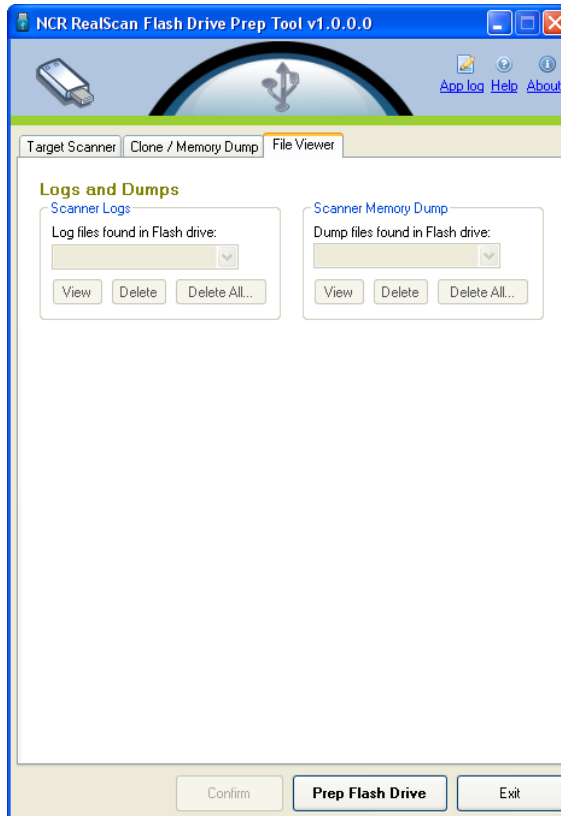 NCR RealScan Flash Drive Prep Tool v1.0.0.0
App log Help About
Target Scanner Clone / Memory Dump File Viewer
Logs and Dumps
Scanner Logs Scanner Memory Dump
Log files found in Flash drive: Dump files found in Flash drive:
View Delete Delete All... View Delete Delete All...
Confirm Prep Flash Drive Exit